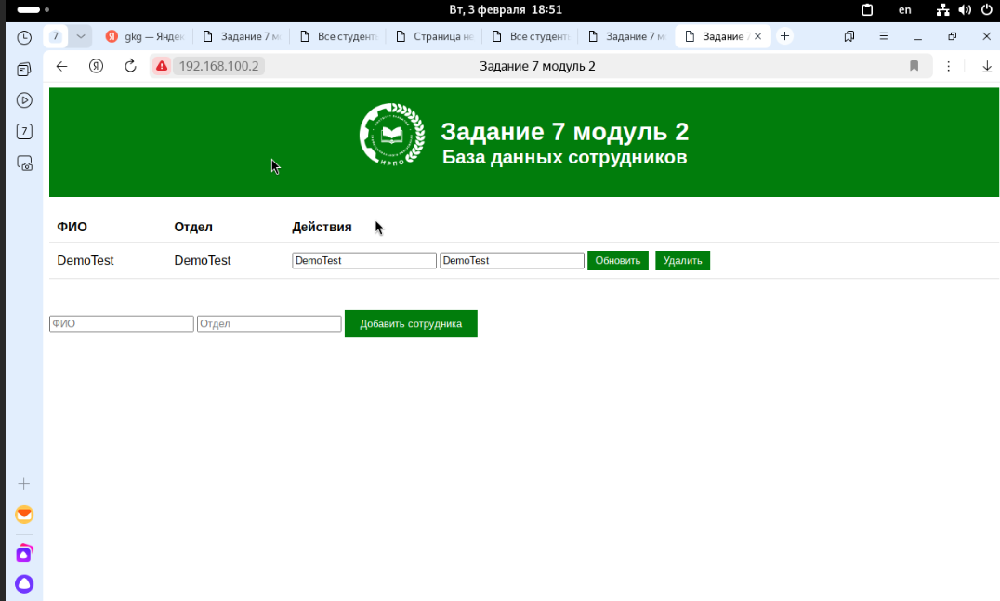 Вт, 3 февраля 18:51
en
7
gkg — Яндек
Задание 7 м
Все студент
Страница не
Все студент
Задание 7 м
Задание 7
192.168.100.2
Задание 7 модуль 2
7
ИРПО
Задание 7 модуль 2
База данных сотрудников
ФИО Отдел Действия
DemoTest DemoTest DemoTest DemoTest Обновить Удалить
ФИО Отдел Добавить сотрудника